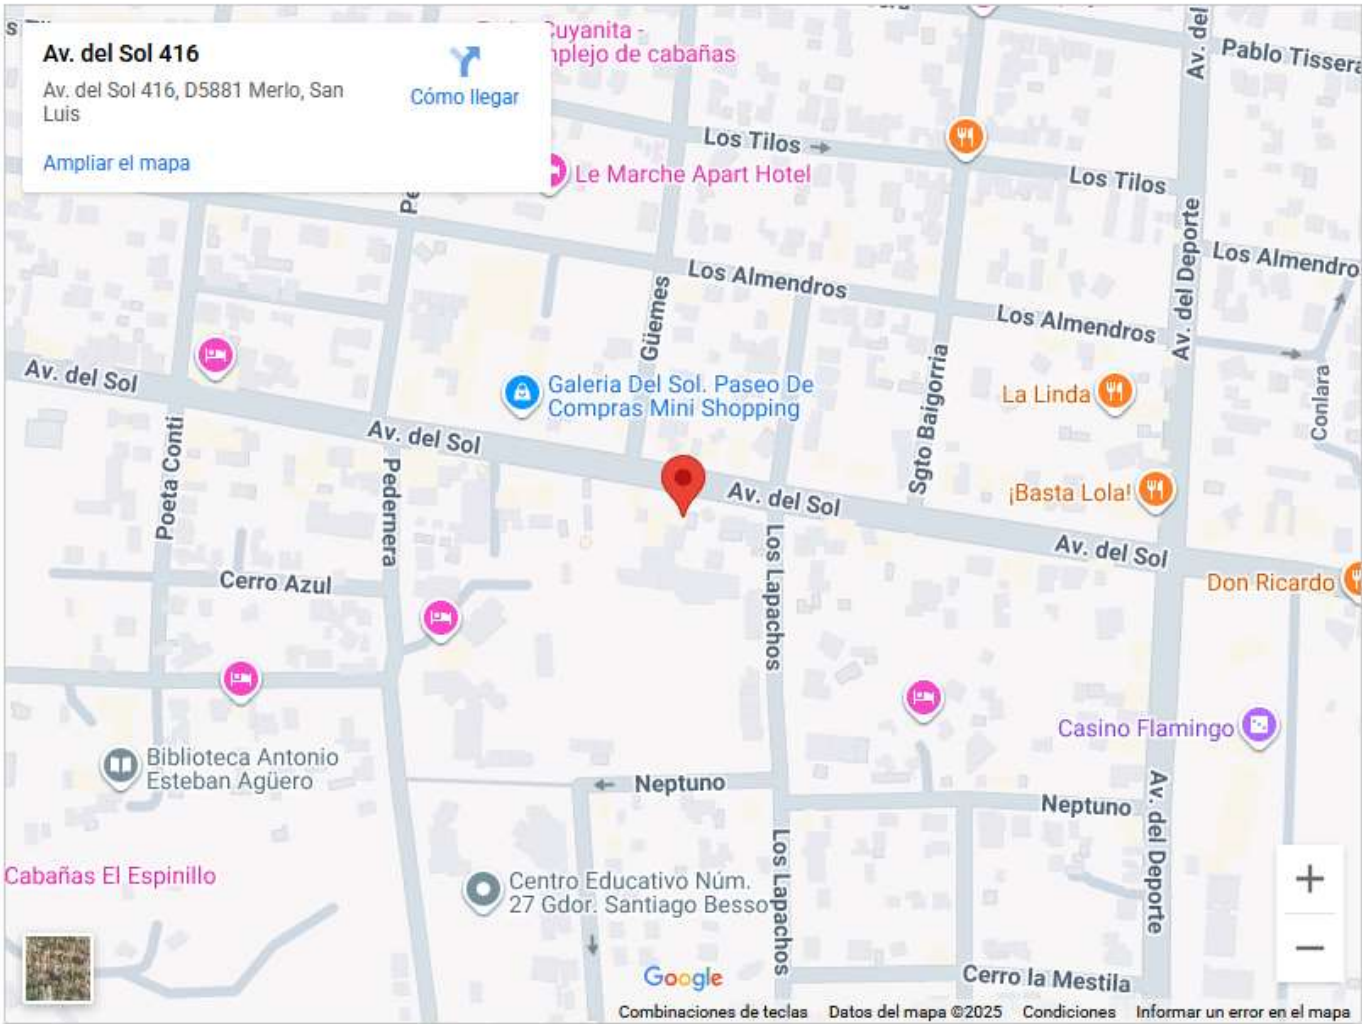 Av. del Sol 416
Av. del Sol 416, D5881 Merlo, San
Luis
Cómo llegar
Ampliar el mapa
Cuyanita -
cabañas
Av. del
Pablo Tissera
Los Tilos
Le Marche Apart Hotel
Los Tilos
Av. del Deporte
Los Almendro
Los Almendros
Los Almendros
Güemes
Sgto Baigorria
Conlara
Av. del Sol
Galeria Del Sol. Paseo De
Compras Mini Shopping
La Linda
Av. del Sol
Poeta Conti
Pedernera
Av. del Sol
¡Basta Lola!
Av. del Sol
Los Lapachos
Cerro Azul
Don Ricardo
Casino Flamingo
Biblioteca Antonio
Esteban Agüero
Neptuno
Neptuno
Av. del Deporte
Los Lapachos
Cabañas El Espinillo
Centro Educativo Núm.
27 Gdor. Santiago Besso
+
−
Cerro la Mestila
Google
Combinaciones de teclas Datos del mapa ©2025 Condiciones Informar un error en el mapa